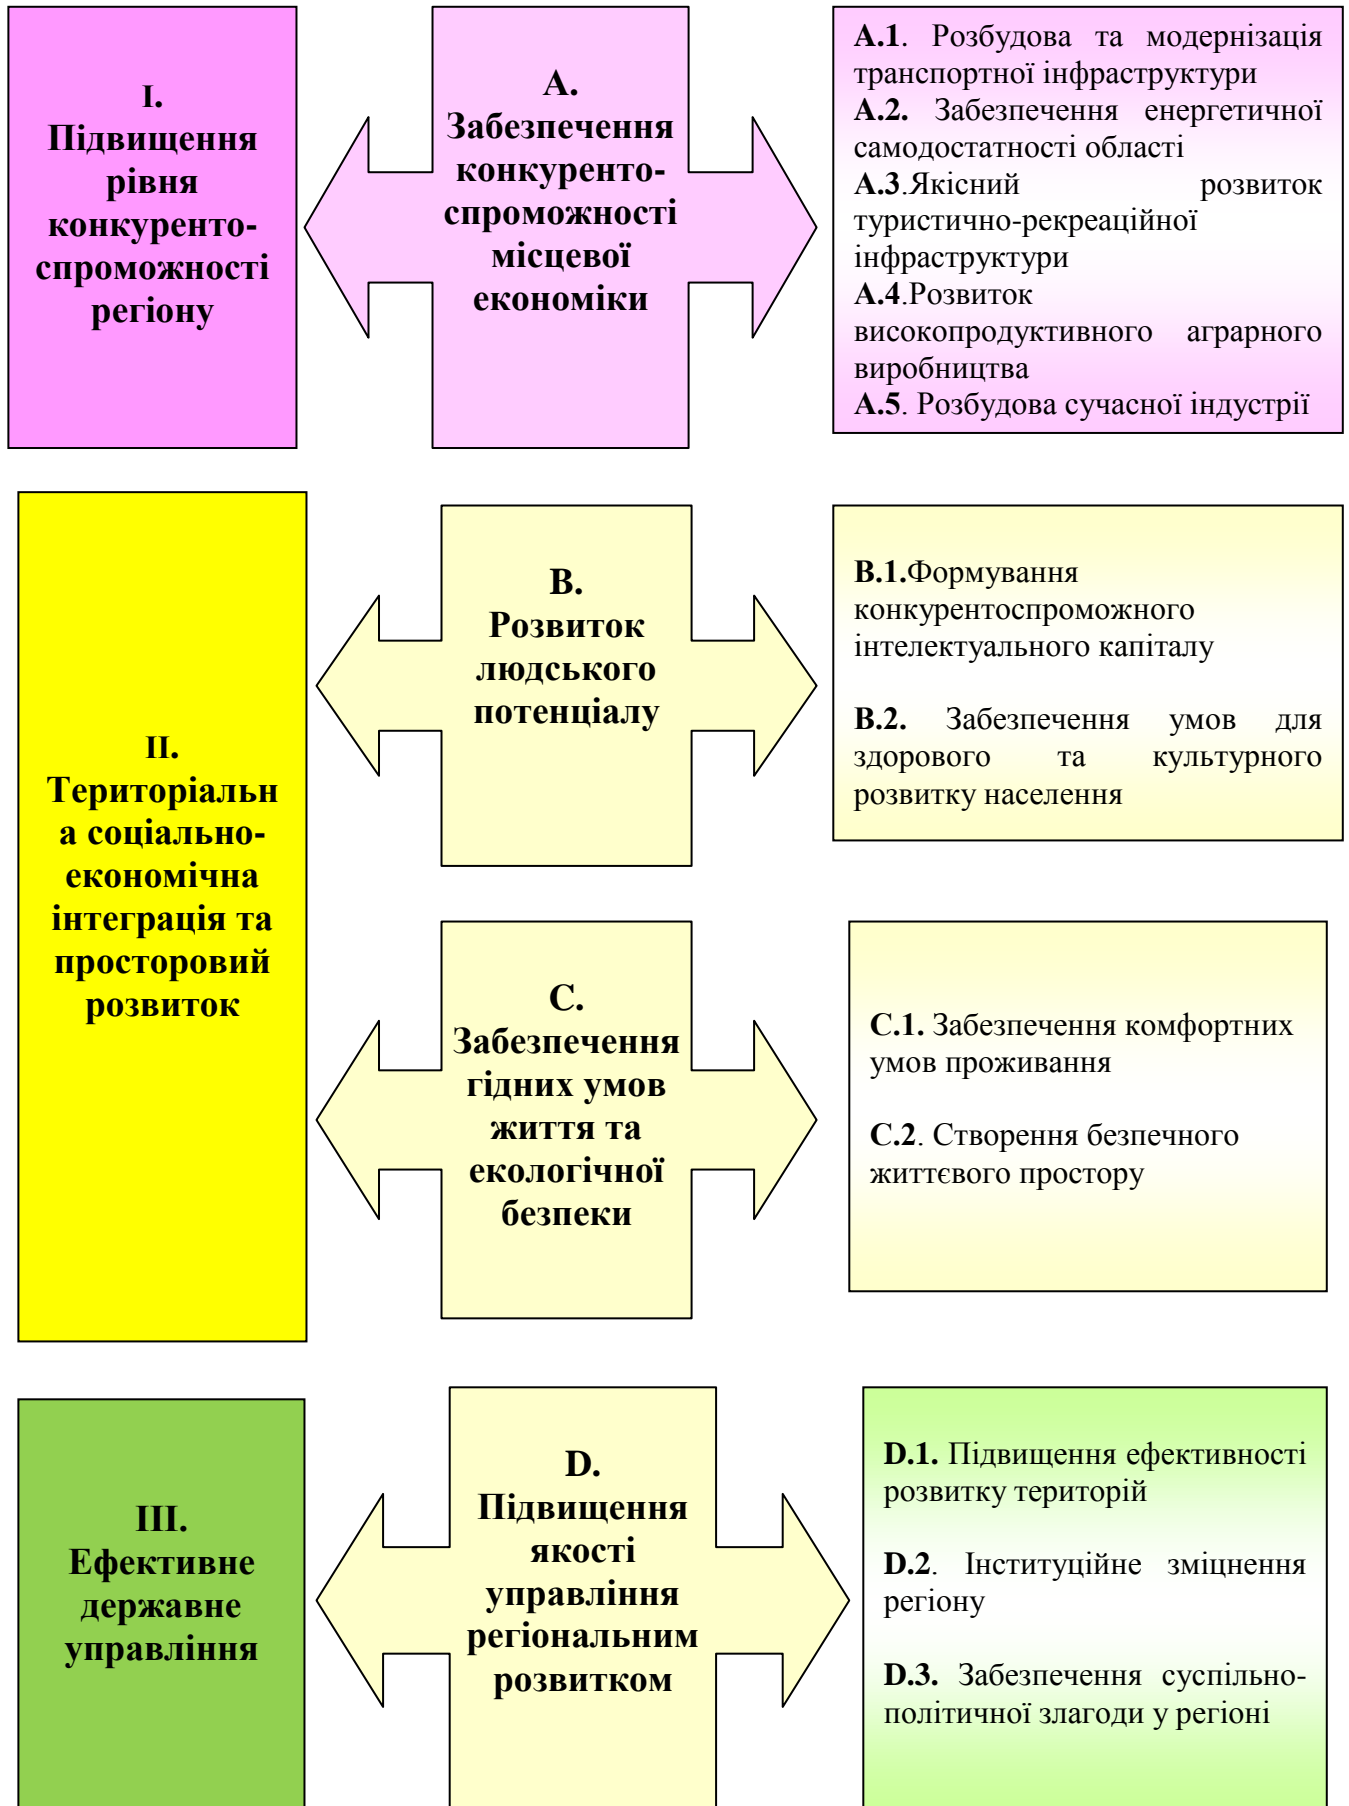 I.
Підвищення
рівня
конкуренто-
спроможності
регіону
A.
Забезпечення
конкуренто-
спроможності
місцевої
економіки
A.1. Розбудова та модернізація
транспортної інфраструктури
A.2. Забезпечення енергетичної
самодостатності області
A.3.Якісний розвиток
туристично-рекреаційної
інфраструктури
A.4.Розвиток
високопродуктивного аграрного
виробництва
A.5. Розбудова сучасної індустрії
II.
Територіальн
а соціально-
економічна
інтеграція та
просторовий
розвиток
B.
Розвиток
людського
потенціалу
B.1.Формування
конкурентоспроможного
інтелектуального капіталу
B.2. Забезпечення умов для
здорового та культурного
розвитку населення
C.
Забезпечення
гідних умов
життя та
екологічної
безпеки
C.1. Забезпечення комфортних
умов проживання
C.2. Створення безпечного
життєвого простору
III.
Ефективне
державне
управління
D.
Підвищення
якості
управління
регіональним
розвитком
D.1. Підвищення ефективності
розвитку територій
D.2. Інституційне зміцнення
регіону
D.3. Забезпечення суспільно-
політичної злагоди у регіоні